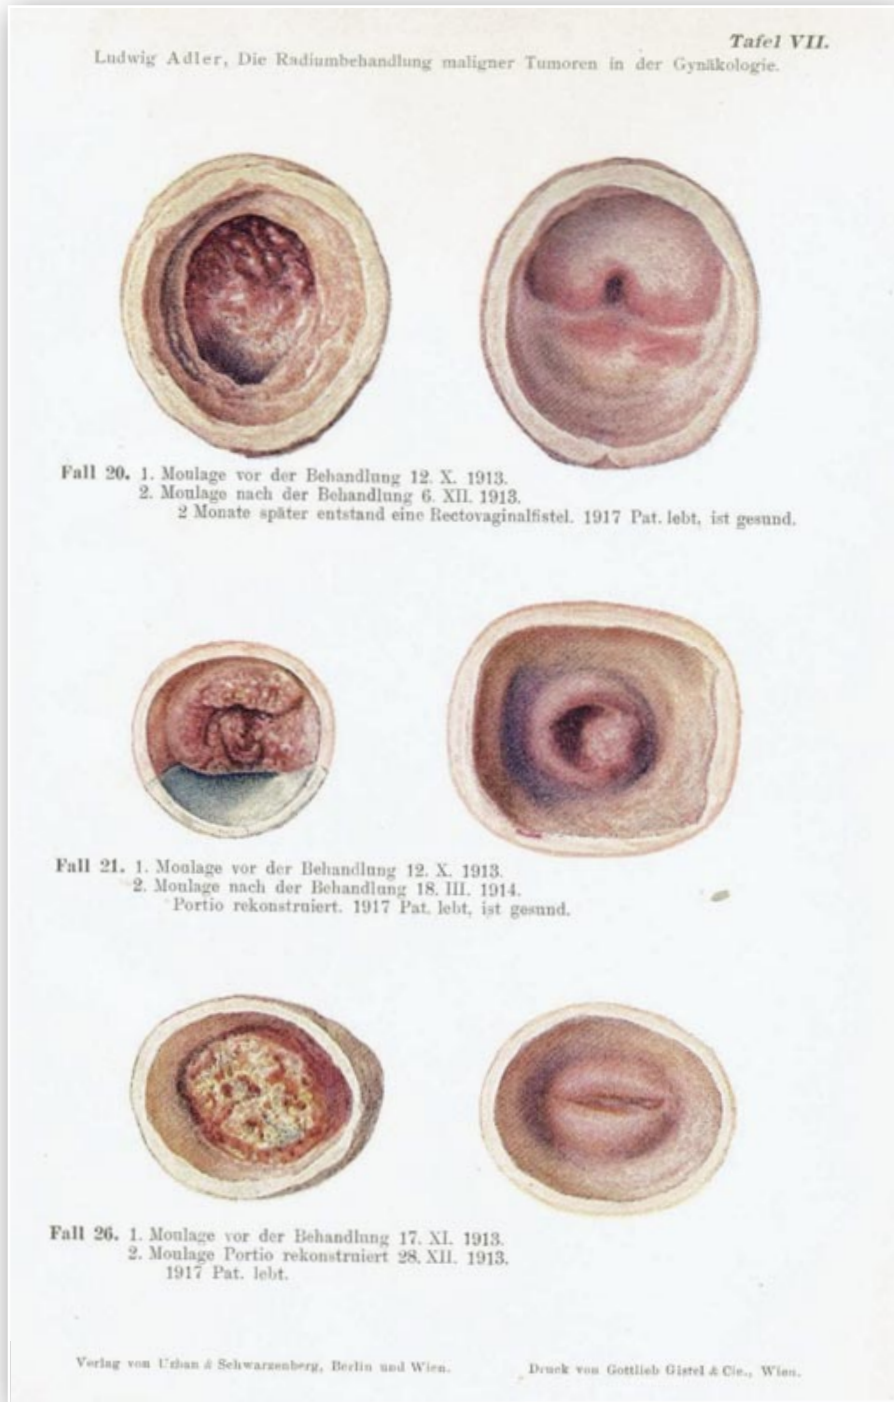 Tafel VII.
Ludwig Adler, Die Radiumbehandlung maligner Tumoren in der Gynäkologie.
Fall 20. 1. Moulage vor der Behandlung 12. X. 1913.
2. Moulage nach der Behandlung 6. XII. 1913.
2 Monate später entstand eine Rectovaginalfistel. 1917 Pat. lebt, ist gesund.
Fall 21. 1. Moulage vor der Behandlung 12. X. 1913.
2. Moulage nach der Behandlung 18. III. 1914.
Portio rekonstruiert. 1917 Pat. lebt, ist gesund.
Fall 26. 1. Moulage vor der Behandlung 17. XI. 1913.
2. Moulage Portio rekonstruiert 28. XII. 1913.
1917 Pat. lebt.
Verlag von Urban & Schwarzenberg, Berlin und Wien. Druck von Gottlieb Gistel & Cie., Wien.